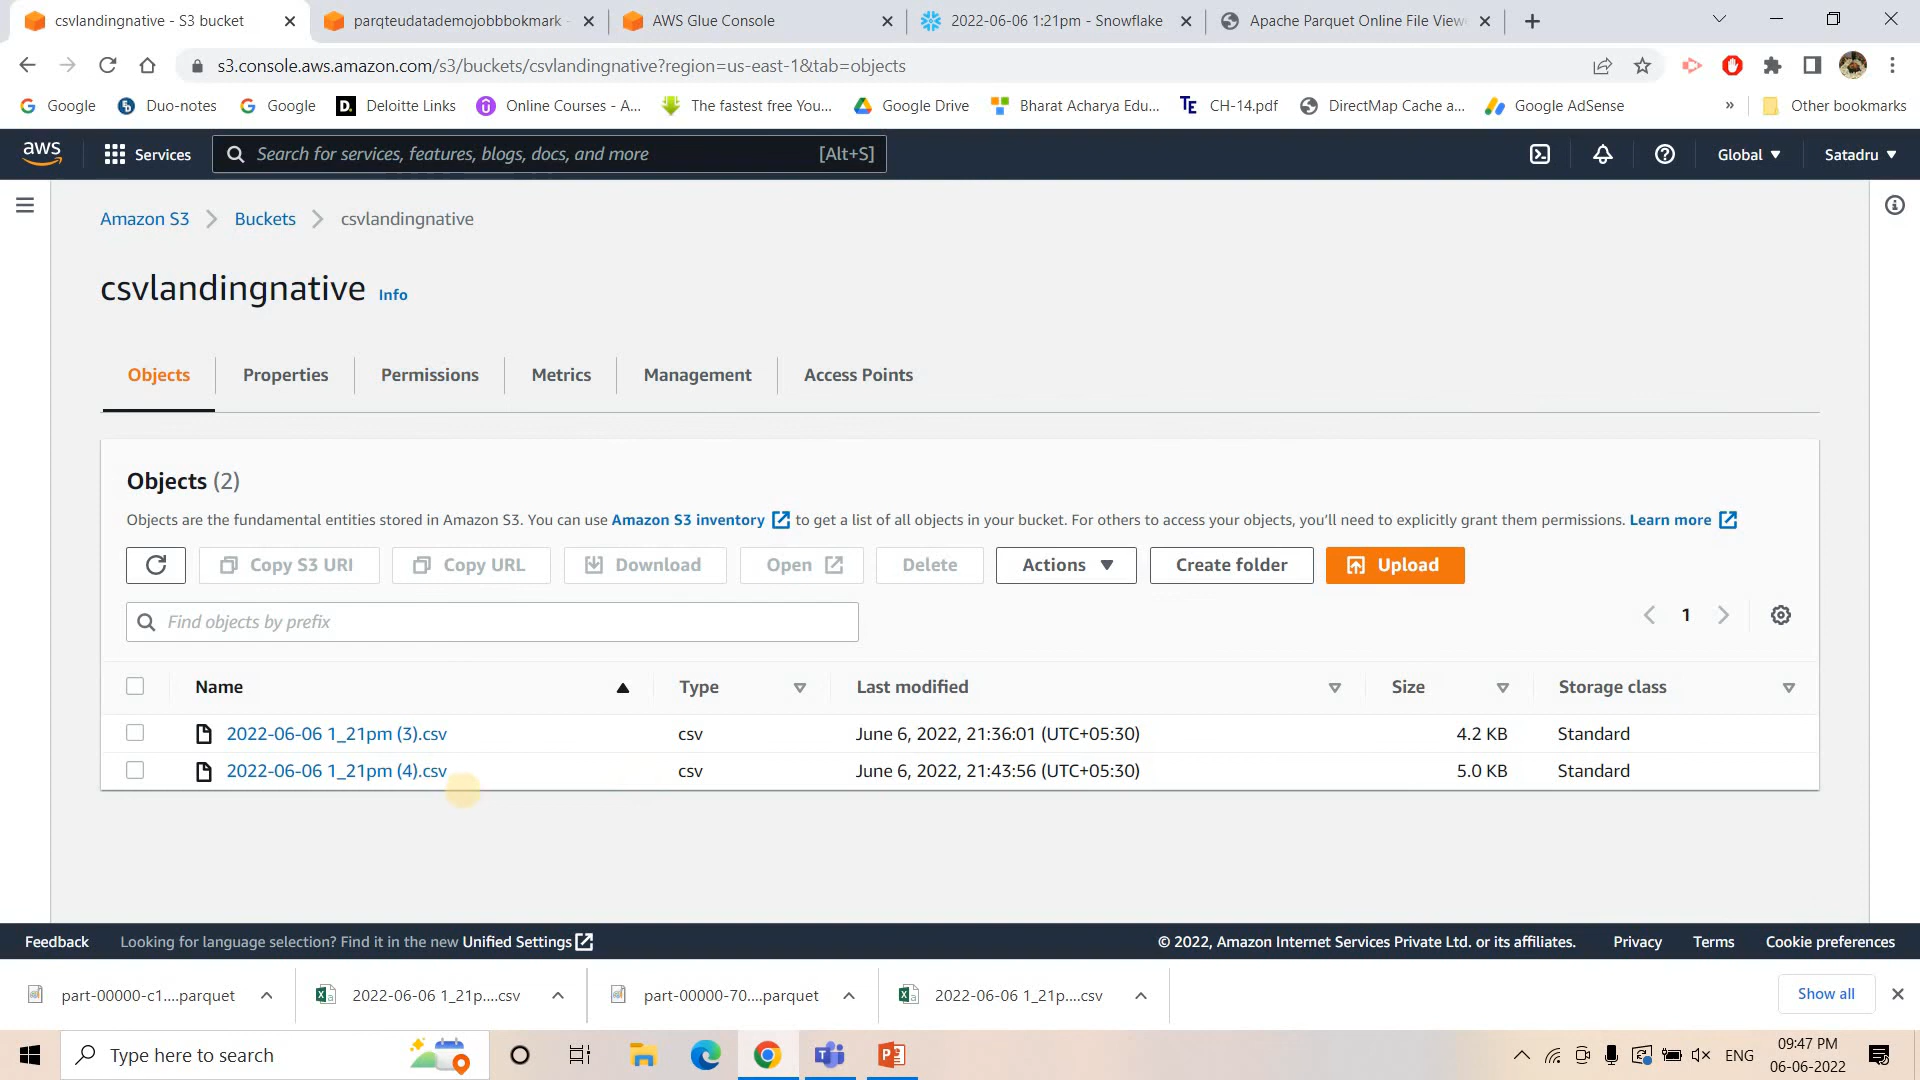 csvlandingnative - S3 bucket
parqteudatademojobbbokmark -
AWS Glue Console
2022-06-06 1:21pm - Snowflake
Apache Parquet Online File View
s3.console.aws.amazon.com/s3/buckets/csvlandingnative?region=us-east-1&tab=objects
Google
Duo-notes
Google
D.
Deloitte Links
Online Courses - A...
The fastest free You...
Google Drive
Bharat Acharya Edu...
TE
CH-14.pdf
DirectMap Cache a...
Google AdSense
»
Other bookmarks
aws
Services
Search for services, features, blogs, docs, and more
[Alt+S]
Global
Satadru
Amazon S3
Buckets
csvlandingnative
csvlandingnative Info
Objects
Properties
Permissions
Metrics
Management
Access Points
Objects (2)
Objects are the fundamental entities stored in Amazon S3. You can use Amazon S3 inventory to get a list of all objects in your bucket. For others to access your objects, you'll need to explicitly grant them permissions. Learn more
Copy S3 URI
Copy URL
Download
Open
Delete
Actions
Create folder
Upload
Find objects by prefix
1
Name
Type
Last modified
Size
Storage class
2022-06-06 1_21pm (3).csv
csv
June 6, 2022, 21:36:01 (UTC+05:30)
4.2 KB
Standard
2022-06-06 1_21pm (4).csv
csv
June 6, 2022, 21:43:56 (UTC+05:30)
5.0 KB
Standard
Feedback
Looking for language selection? Find it in the new Unified Settings
© 2022, Amazon Internet Services Private Ltd. or its affiliates.
Privacy
Terms
Cookie preferences
part-00000-c1....parquet
2022-06-06 1_21p....csv
part-00000-70....parquet
2022-06-06 1_21p....csv
Show all
Type here to search
ENG
09:47 PM
06-06-2022